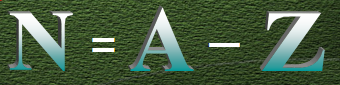 N = A – Z